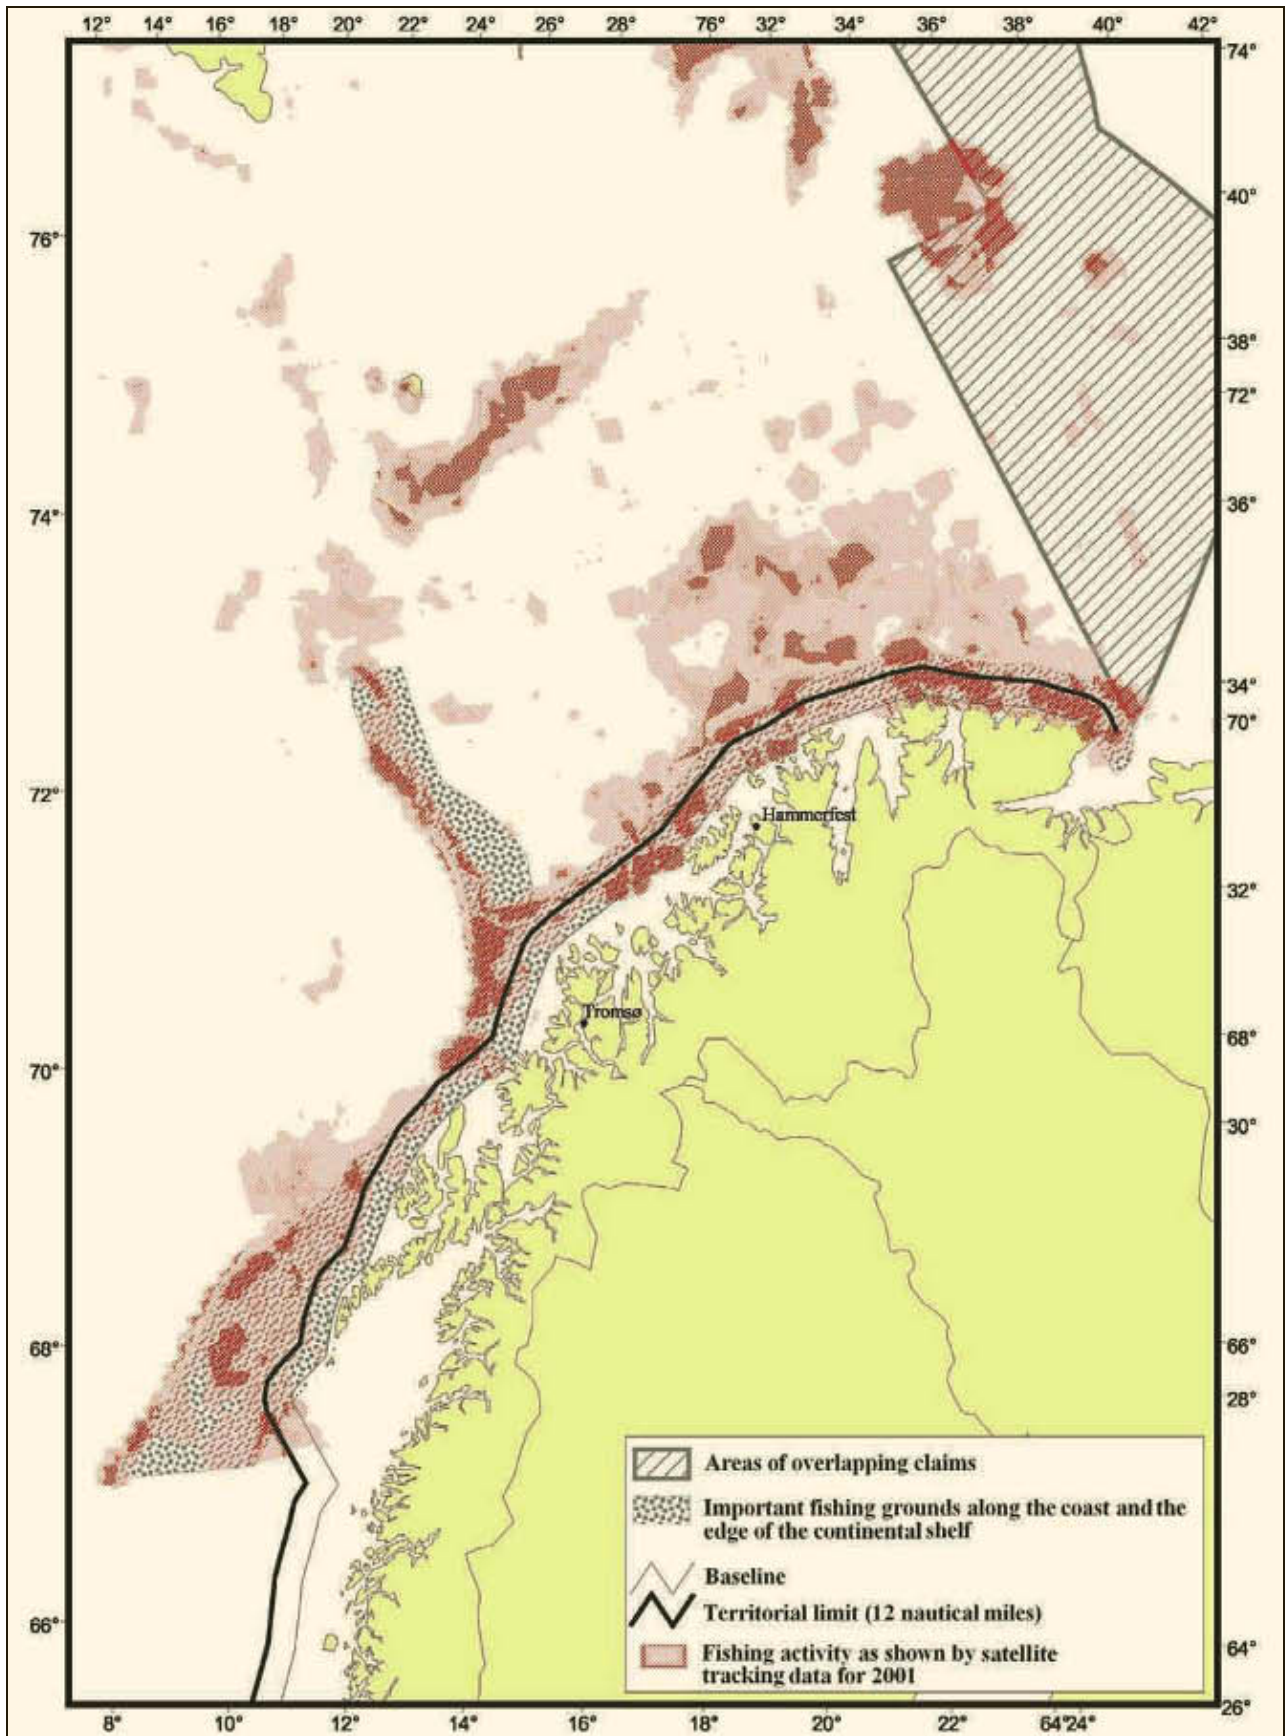 12° 14° 16° 18° 20° 22° 24° 26° 28° 76° 32° 34° 36° 38° 40° 42°
74°
40°
76°
38°
72°
36°
74°
34°
70°
72°
Hammerfest
32°
Tromsø
68°
70°
30°
68°
66°
28°
Areas of overlapping claims
Important fishing grounds along the coast and the
edge of the continental shelf
Baseline
66°
Territorial limit (12 nautical miles)
64°
Fishing activity as shown by satellite
tracking data for 2001
26°
8° 10° 12° 14° 16° 18° 20° 22° 64° 24°